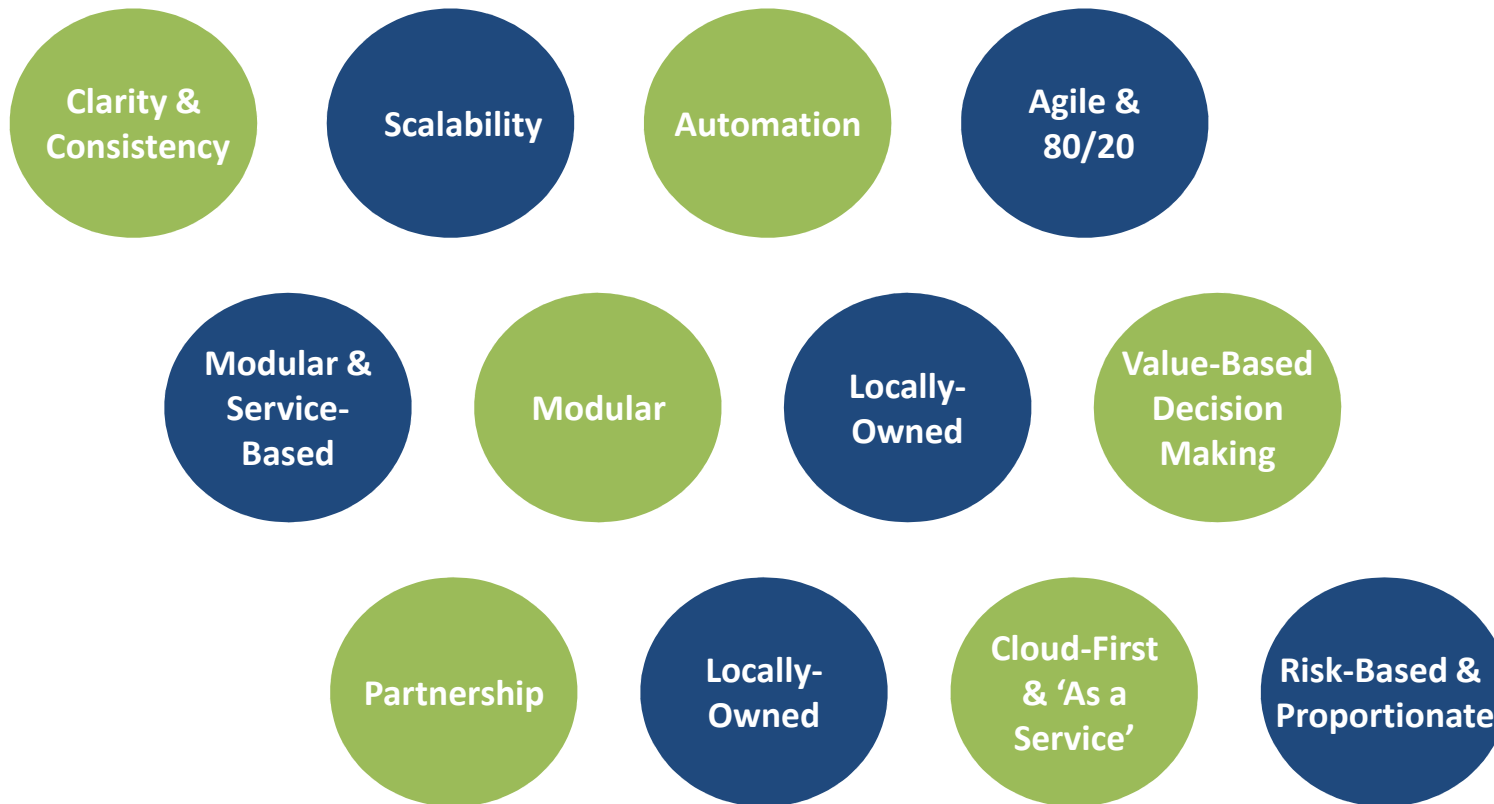 Clarity &
Consistency
Scalability
Automation
Agile &
80/20
Modular &
Service-
Based
Modular
Locally-
Owned
Value-Based
Decision
Making
Partnership
Locally-
Owned
Cloud-First
& ‘As a
Service’
Risk-Based &
Proportionate